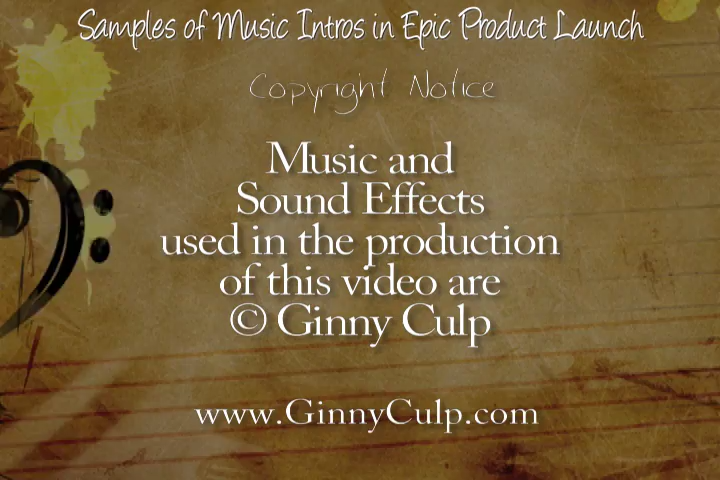 Samples of Music Intros in Epic Product Launch
Copyright Notice
Music and
Sound Effects
used in the production
of this video are
© Ginny Culp
www.GinnyCulp.com